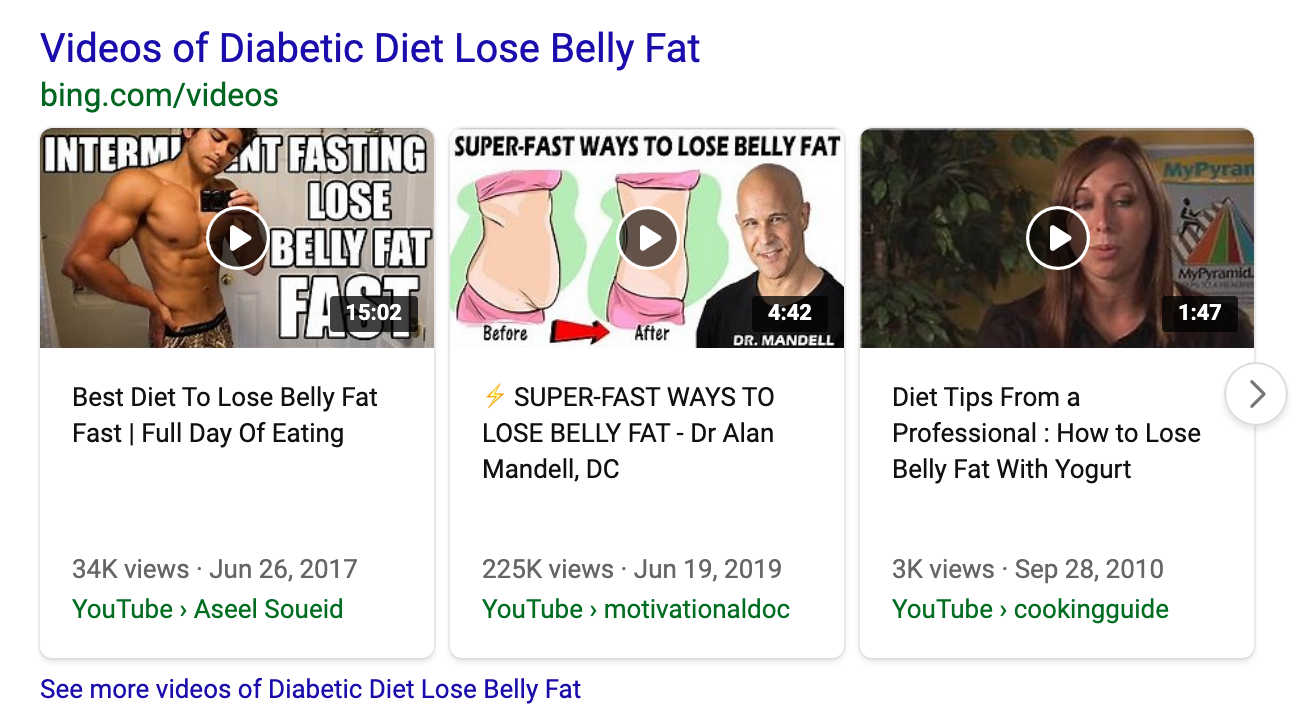 Videos of Diabetic Diet Lose Belly Fat
bing.com/videos
INTERMI ENT FASTING
LOSE
BELLY FAT
FAST
15:02
SUPER-FAST WAYS TO LOSE BELLY FAT
Before
After
DR. MANDELL
4:42
MyPyram
MyPyramid.
1:47
Best Diet To Lose Belly Fat
Fast | Full Day Of Eating
34K views · Jun 26, 2017
YouTube › Aseel Soueid
⚡ SUPER-FAST WAYS TO
LOSE BELLY FAT - Dr Alan
Mandell, DC
225K views · Jun 19, 2019
YouTube › motivationaldoc
Diet Tips From a
Professional : How to Lose
Belly Fat With Yogurt
3K views · Sep 28, 2010
YouTube › cookingguide
See more videos of Diabetic Diet Lose Belly Fat